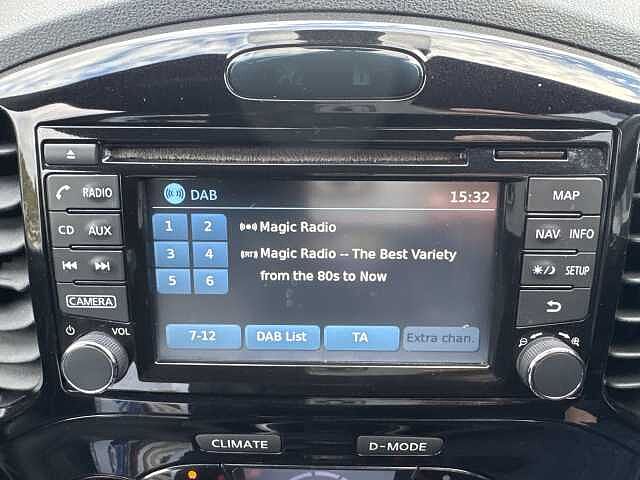 DAB
15:32
RADIO
MAP
1 2
Magic Radio
CD AUX
NAV INFO
3 4
RT Magic Radio -- The Best Variety
from the 80s to Now
5 6
SETUP
CAMERA
VOL
7-12
DAB List
TA
Extra chan.
CLIMATE
D-MODE